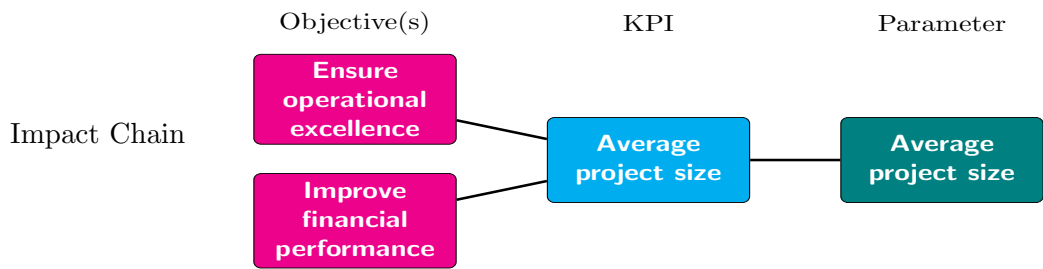 Objective(s)
KPI
Parameter
Impact Chain
Ensure
operational
excellence
Improve
financial
performance
Average
project size
Average
project size